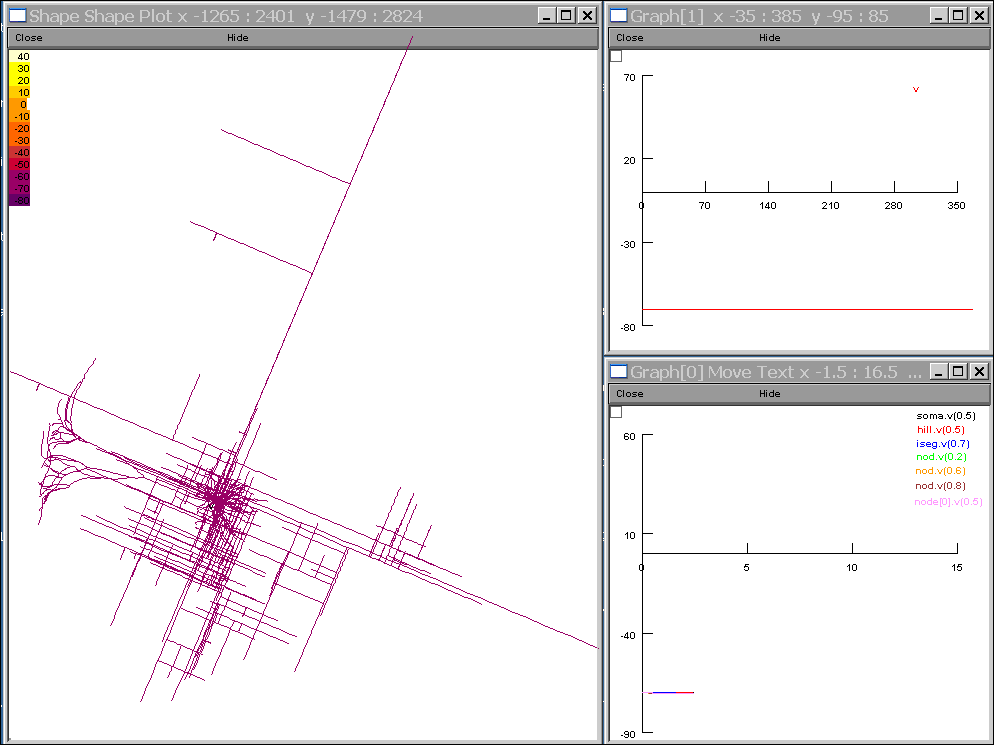 Shape Shape Plot x -1265 : 2401 y -1479 : 2824
Close Hide
40
30
20
10
0
-10
-20
-30
-40
-50
-60
-70
-80
Graph[1] x -35 : 385 y -95 : 85
Close Hide
70
v
20
0 70 140 210 280 350
-30
-80
Graph[0] Move Text x -1.5 : 16.5 ...
Close Hide
soma.v(0.5)
hill.v(0.5)
iseg.v(0.7)
nod.v(0.2)
nod.v(0.6)
nod.v(0.8)
node[0].v(0.5)
60
10
0 5 10 15
-40
-90